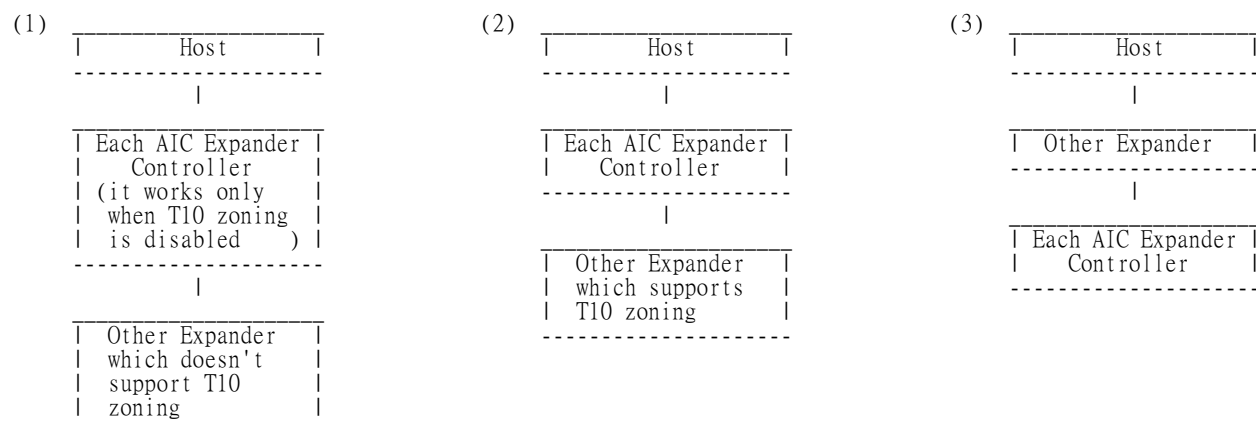 (1)
Host
Each AIC Expander
Controller
(it works only
when T10 zoning
is disabled )
Other Expander
which doesn't
support T10
zoning
(2)
Host
Each AIC Expander
Controller
Other Expander
which supports
T10 zoning
(3)
Host
Other Expander
Each AIC Expander
Controller